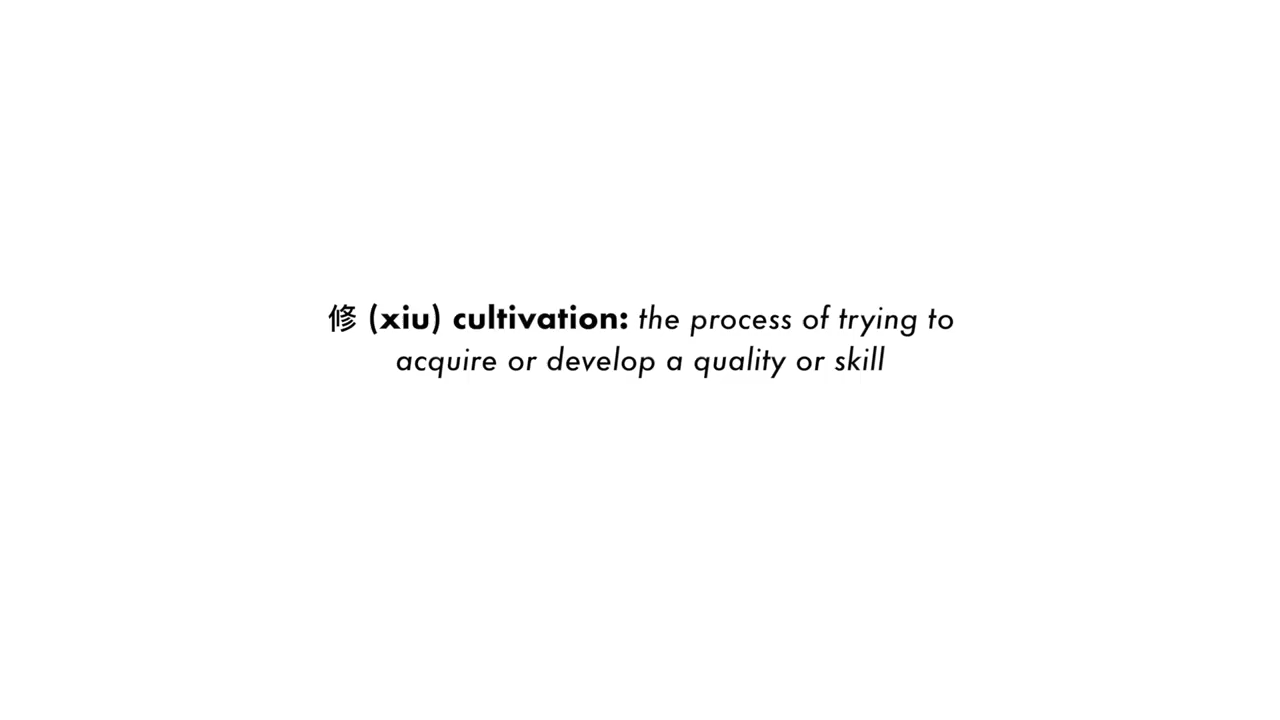 修 (xiu) cultivation: the process of trying to
acquire or develop a quality or skill